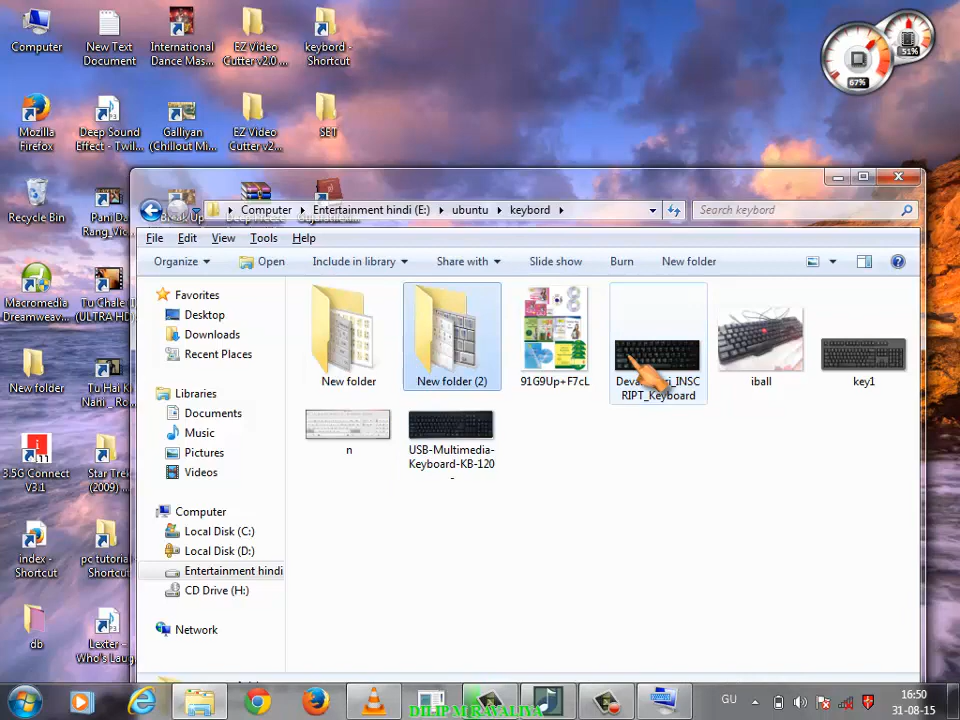 Computer
New Text
Document
International
Dance Mas...
EZ Video
Cutter v2.0 ...
keybord -
Shortcut
67%
51%
Mozilla
Firefox
Deep Sound
Effect - Twil...
Galliyan
(Chillout Mi...
EZ Video
Cutter v2...
SET
Recycle Bin
Computer
Entertainment hindi (E:)
ubuntu
keybord
Search keybord
File
Edit
View
Tools
Help
Organize
Open
Include in library
Share with
Slide show
Burn
New folder
Favorites
Desktop
Downloads
Recent Places
Libraries
Documents
Music
Pictures
Videos
Computer
Local Disk (C:)
Local Disk (D:)
Entertainment hindi
CD Drive (H:)
Network
New folder
New folder (2)
91G9Up+F7cL
RIPT_Keyboard
iball
key1
n
USB-Multimedia-
Keyboard-KB-120
-
Macromedia
Dreamweav...
Tu Chale
(ULTRA HD)
New folder
Tu Hai K
Nahi_ Ro
3.5G Connect
V3.1
Star Trek
(2009)
index -
Shortcut
pc tutorial
Shortcut
db
Lexter -
Who's Laug
GU
16:50
31-08-15
DILIP M RAVALIYA